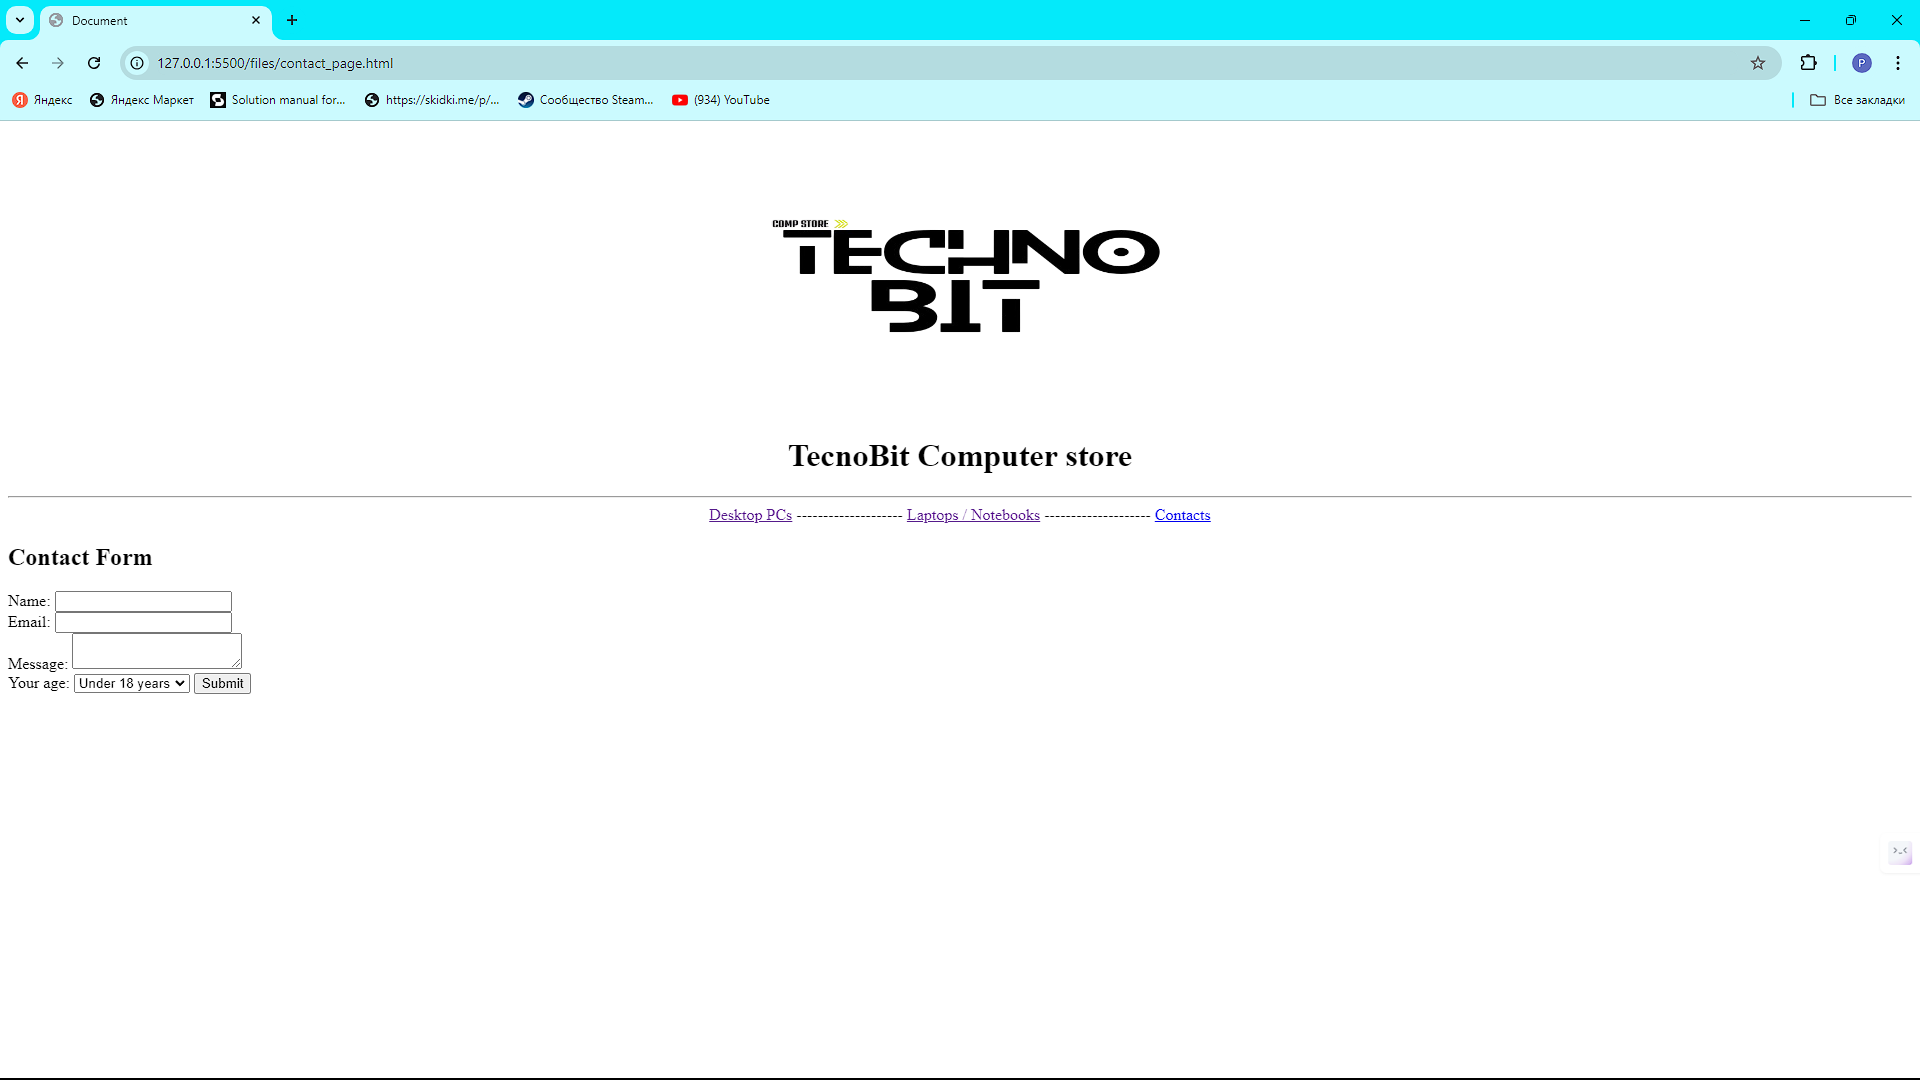 Document
127.0.0.1:5500/files/contact_page.html
Яндекс Яндекс Маркет Solution manual for... https://skidki.me/p/... Сообщество Steam... (934) YouTube Все закладки
P
COMP STORE
TECHNO
BIT
TecnoBit Computer store
Desktop PCs -------------------- Laptops / Notebooks -------------------- Contacts
Contact Form
Name:
Email:
Message:
Your age: Under 18 years Submit